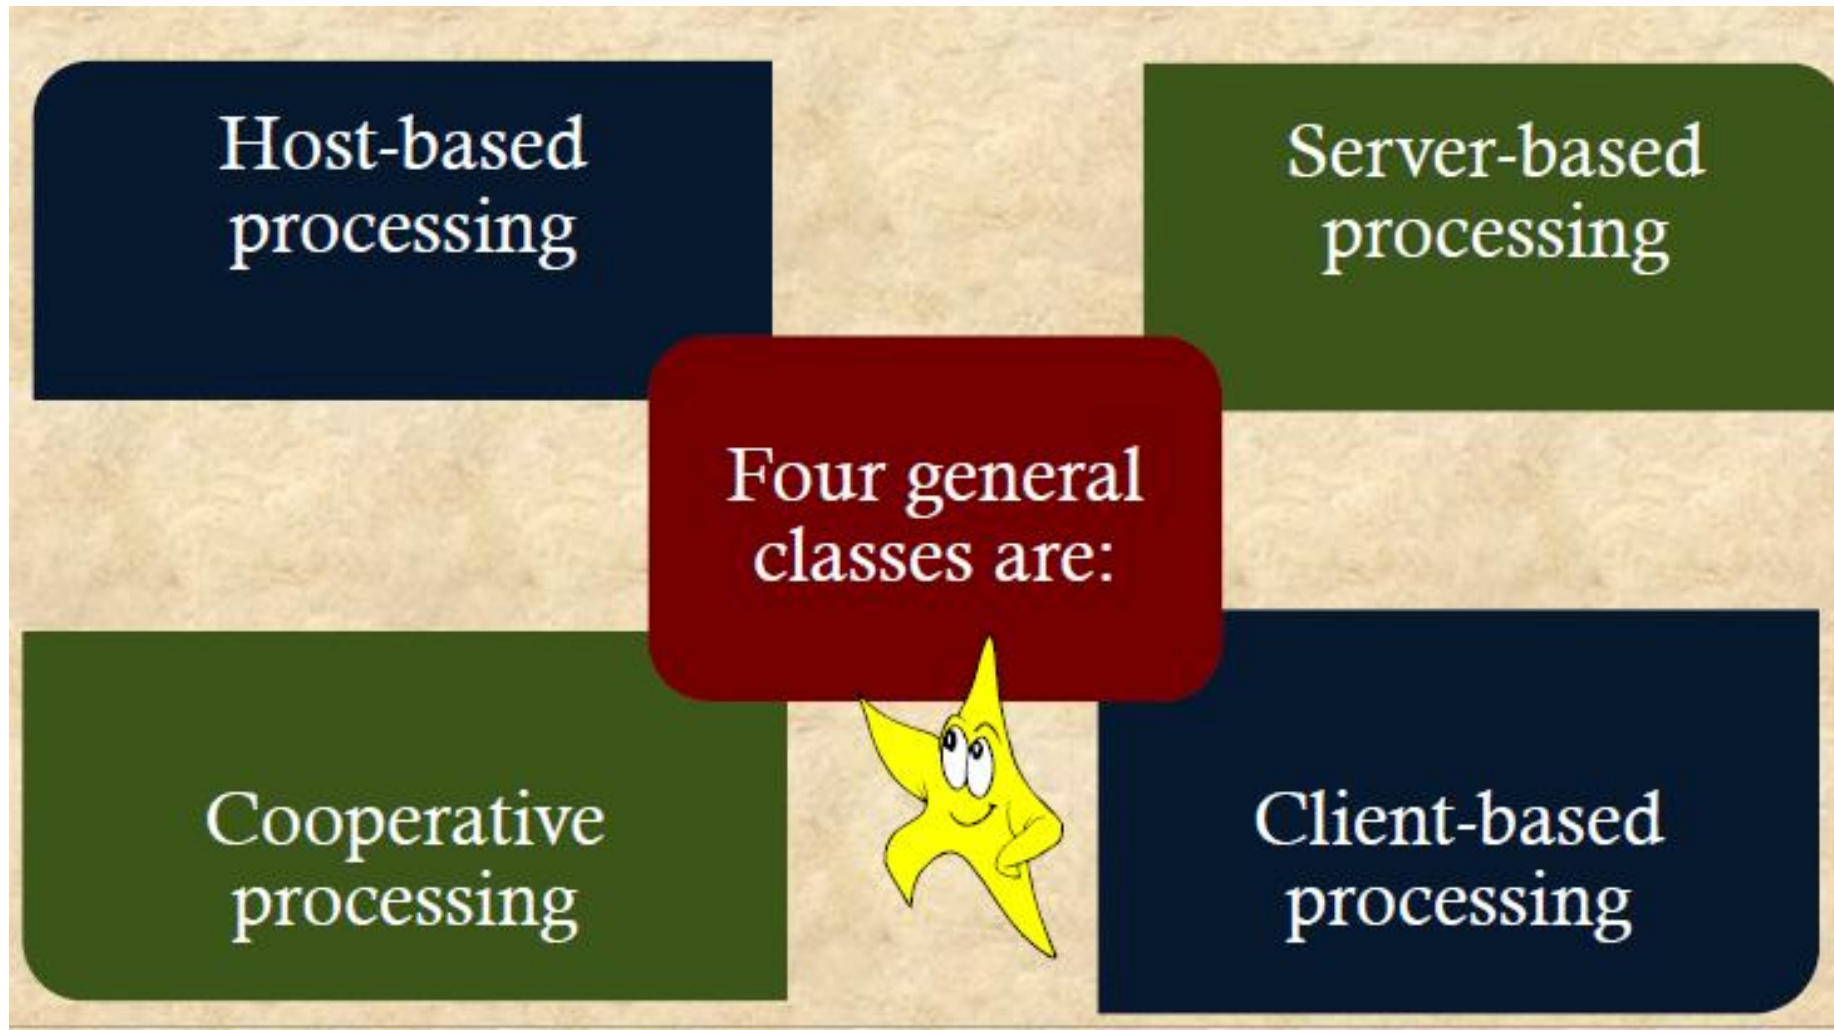 Host-based
processing
Server-based
processing
Four general
classes are:
Cooperative
processing
Client-based
processing